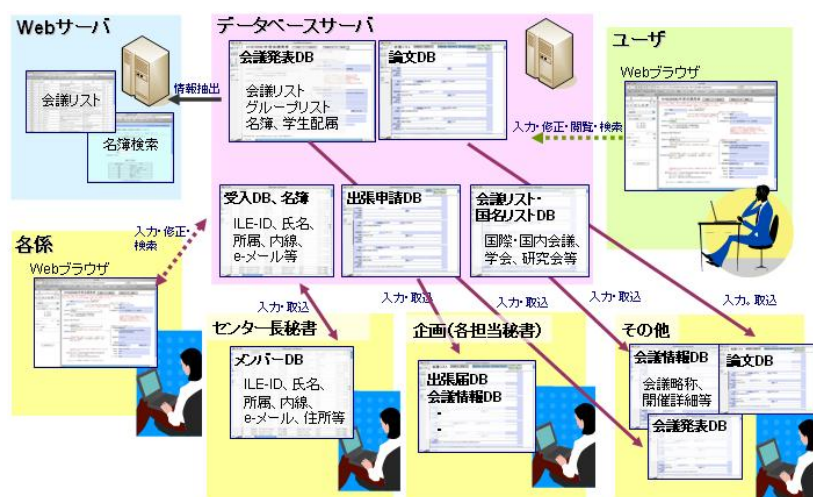 Webサーバ
会議リスト
名簿検索
情報抽出
データベースサーバ
会議発表DB
会議リスト
グループリスト
名簿、学生配属
論文DB
受入DB、名簿
ILE-ID、氏名、
所属、内線、
e-メール等
出張申請DB
会議リスト・
国名リストDB
国際・国内会議、
学会、研究会等
ユーザ
Webブラウザ
入力・修正・閲覧・検索
各係
Webブラウザ
入力・修正・
検索
入力・取込
入力・取込
入力・取込
入力・取込
入力。取込
センター長秘書
メンバーDB
ILE-ID、氏名、
所属、内線、
e-メール、住所等
企画(各担当秘書)
出張届DB
会議情報DB
その他
会議情報DB
会議略称、
開催詳細等
論文DB
会議発表DB